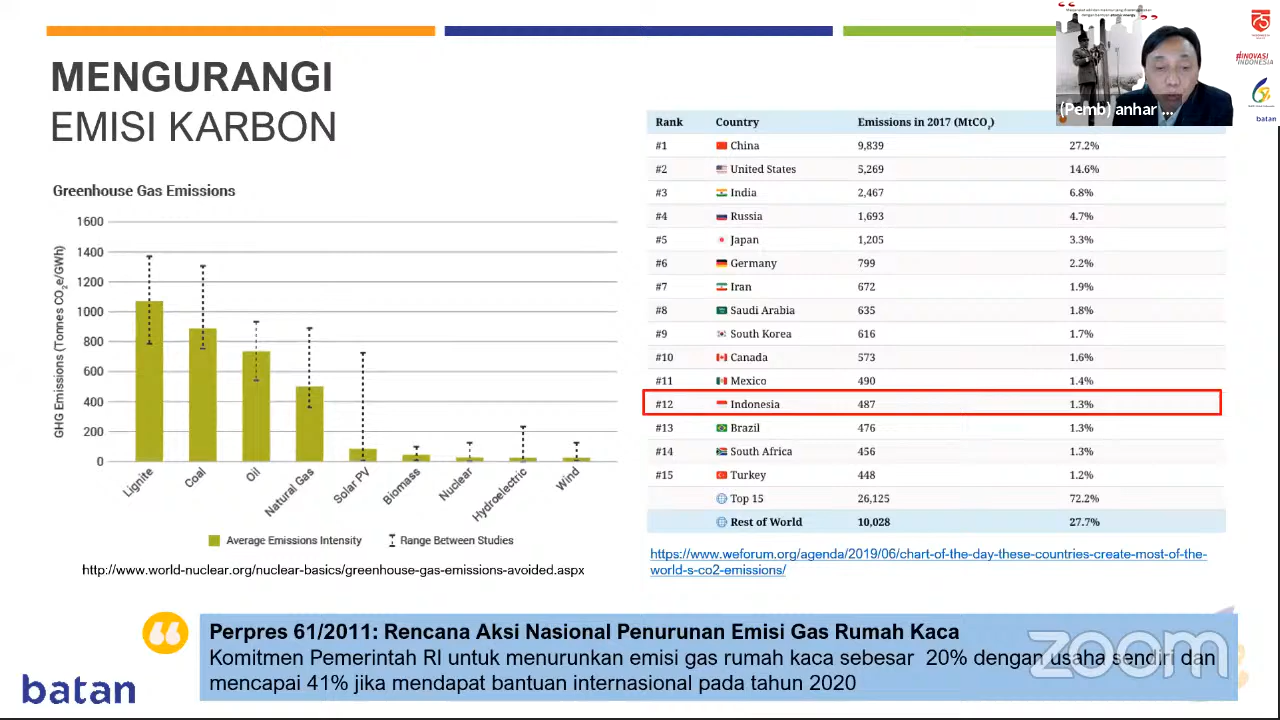 MENGURANGI
EMISI KARBON
(Pemb) anhar ...
75
#INOVASI
INDONESIA
batan
Greenhouse Gas Emissions
GHG Emissions (Tonnes CO2e/GWh)
1600
1400
1200
1000
800
600
400
200
0
Lignite
Coal
Oil
Natural Gas
Solar PV
Biomass
Nuclear
Hydroelectric
Wind
Average Emissions Intensity
Range Between Studies
http://www.world-nuclear.org/nuclear-basics/greenhouse-gas-emissions-avoided.aspx
Rank Country Emissions in 2017 (MtCO2)
#1 China 9,839 27.2%
#2 United States 5,269 14.6%
#3 India 2,467 6.8%
#4 Russia 1,693 4.7%
#5 Japan 1,205 3.3%
#6 Germany 799 2.2%
#7 Iran 672 1.9%
#8 Saudi Arabia 635 1.8%
#9 South Korea 616 1.7%
#10 Canada 573 1.6%
#11 Mexico 490 1.4%
#12 Indonesia 487 1.3%
#13 Brazil 476 1.3%
#14 South Africa 456 1.3%
#15 Turkey 448 1.2%
Top 15 26,125 72.2%
Rest of World 10,028 27.7%
https://www.weforum.org/agenda/2019/06/chart-of-the-day-these-countries-create-most-of-the-
world-s-co2-emissions/
Perpres 61/2011: Rencana Aksi Nasional Penurunan Emisi Gas Rumah Kaca
Komitmen Pemerintah RI untuk menurunkan emisi gas rumah kaca sebesar 20% dengan usaha sendiri dan
mencapai 41% jika mendapat bantuan internasional pada tahun 2020
zoom
batan